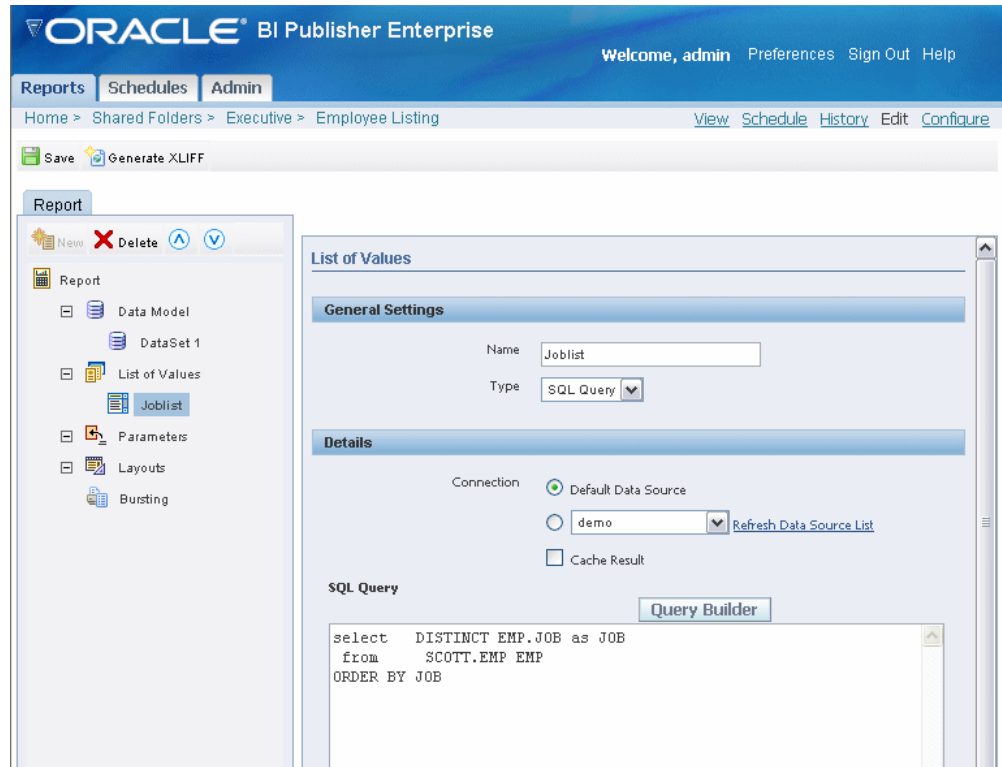 ORACLE® BI Publisher Enterprise
Welcome, admin Preferences Sign Out Help
Reports Schedules Admin
Home > Shared Folders > Executive > Employee Listing View Schedule History Edit Configure
Save Generate XLIFF
Report
New Delete
List of Values
Report
General Settings
Data Model
DataSet 1
Name Joblist
List of Values
Type SQL Query
Joblist
Parameters
Details
Layouts
Connection Default Data Source
Bursting
demo Refresh Data Source List
Cache Result
SQL Query
Query Builder
select DISTINCT EMP.JOB as JOB
from SCOTT.EMP EMP
ORDER BY JOB